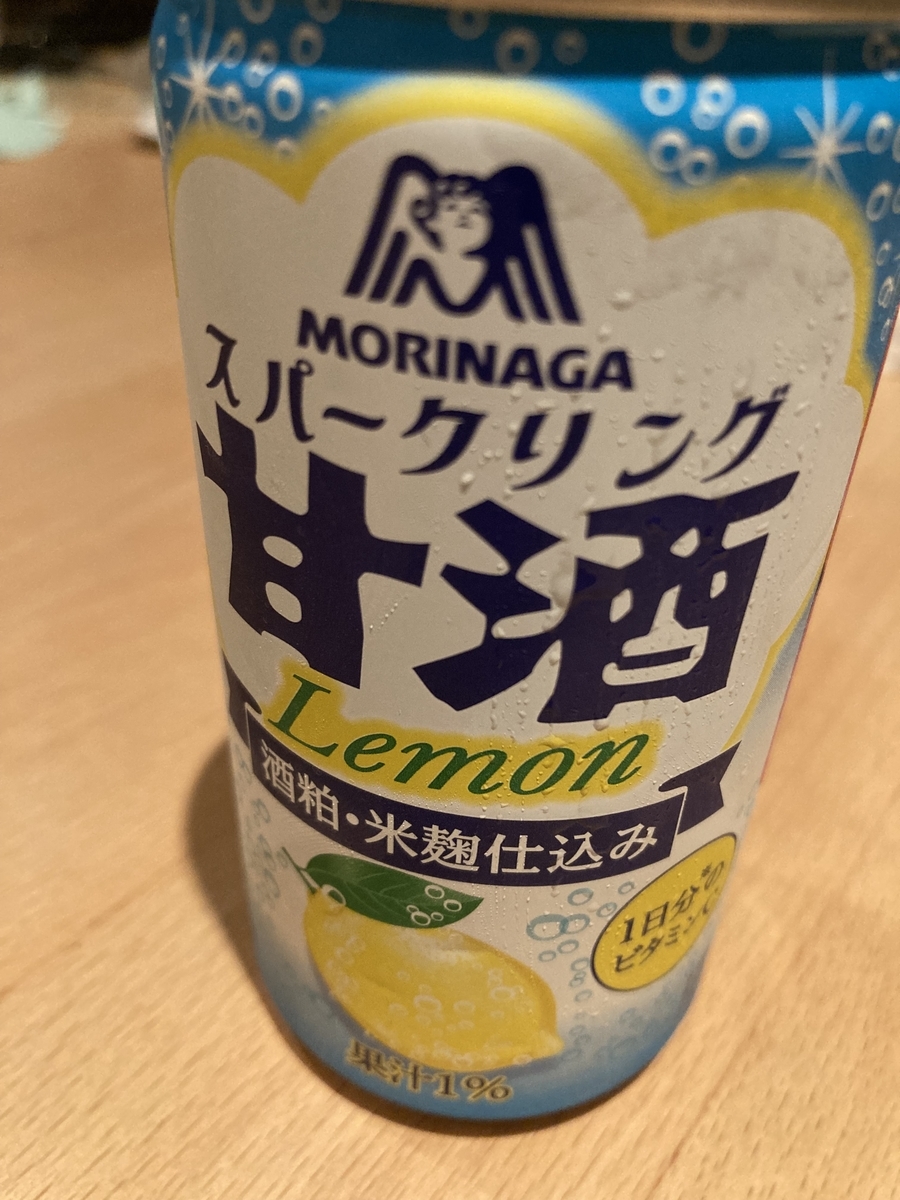 MORINAGA
スパークリング
甘酒
Lemon
酒粕・米麹仕込み
1日分※の
ビタミンC
果汁1%